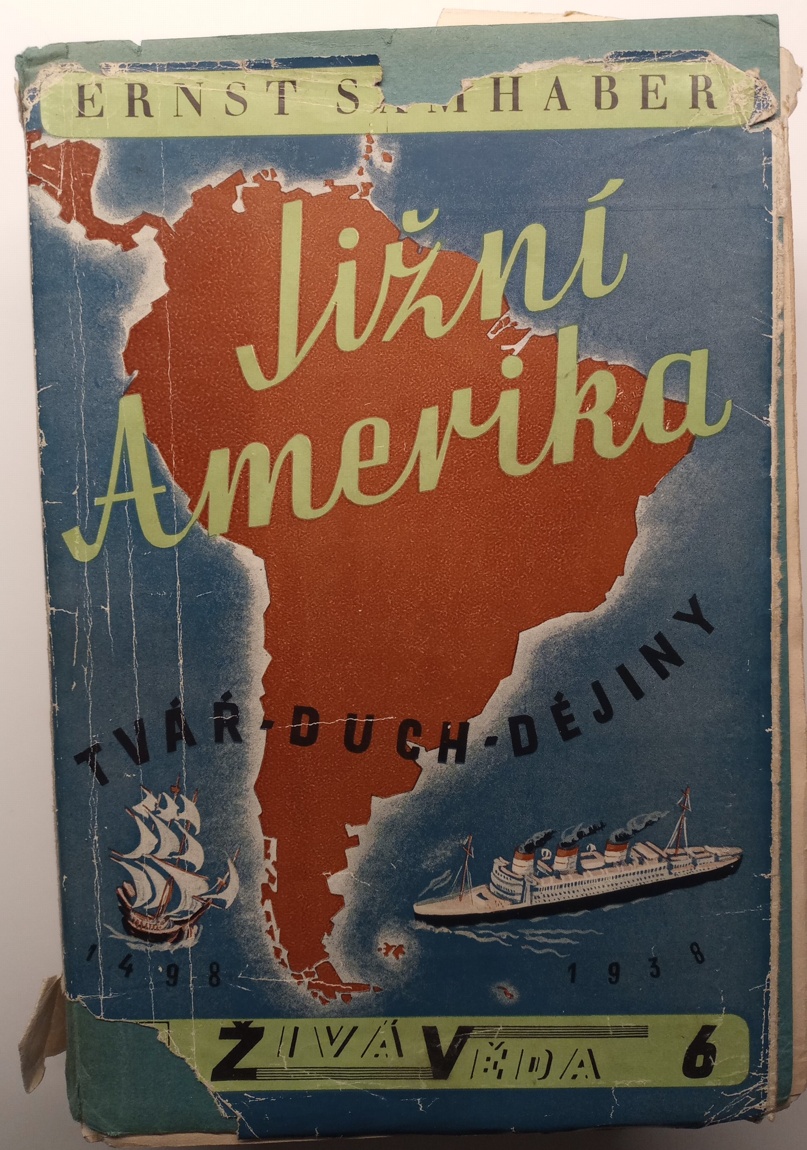 ERNST SAMHABER
Jižní
Amerika
TVÁŘ-DUCH-DĚJINY
1498
1938
ŽIVÁ VĚDA 6